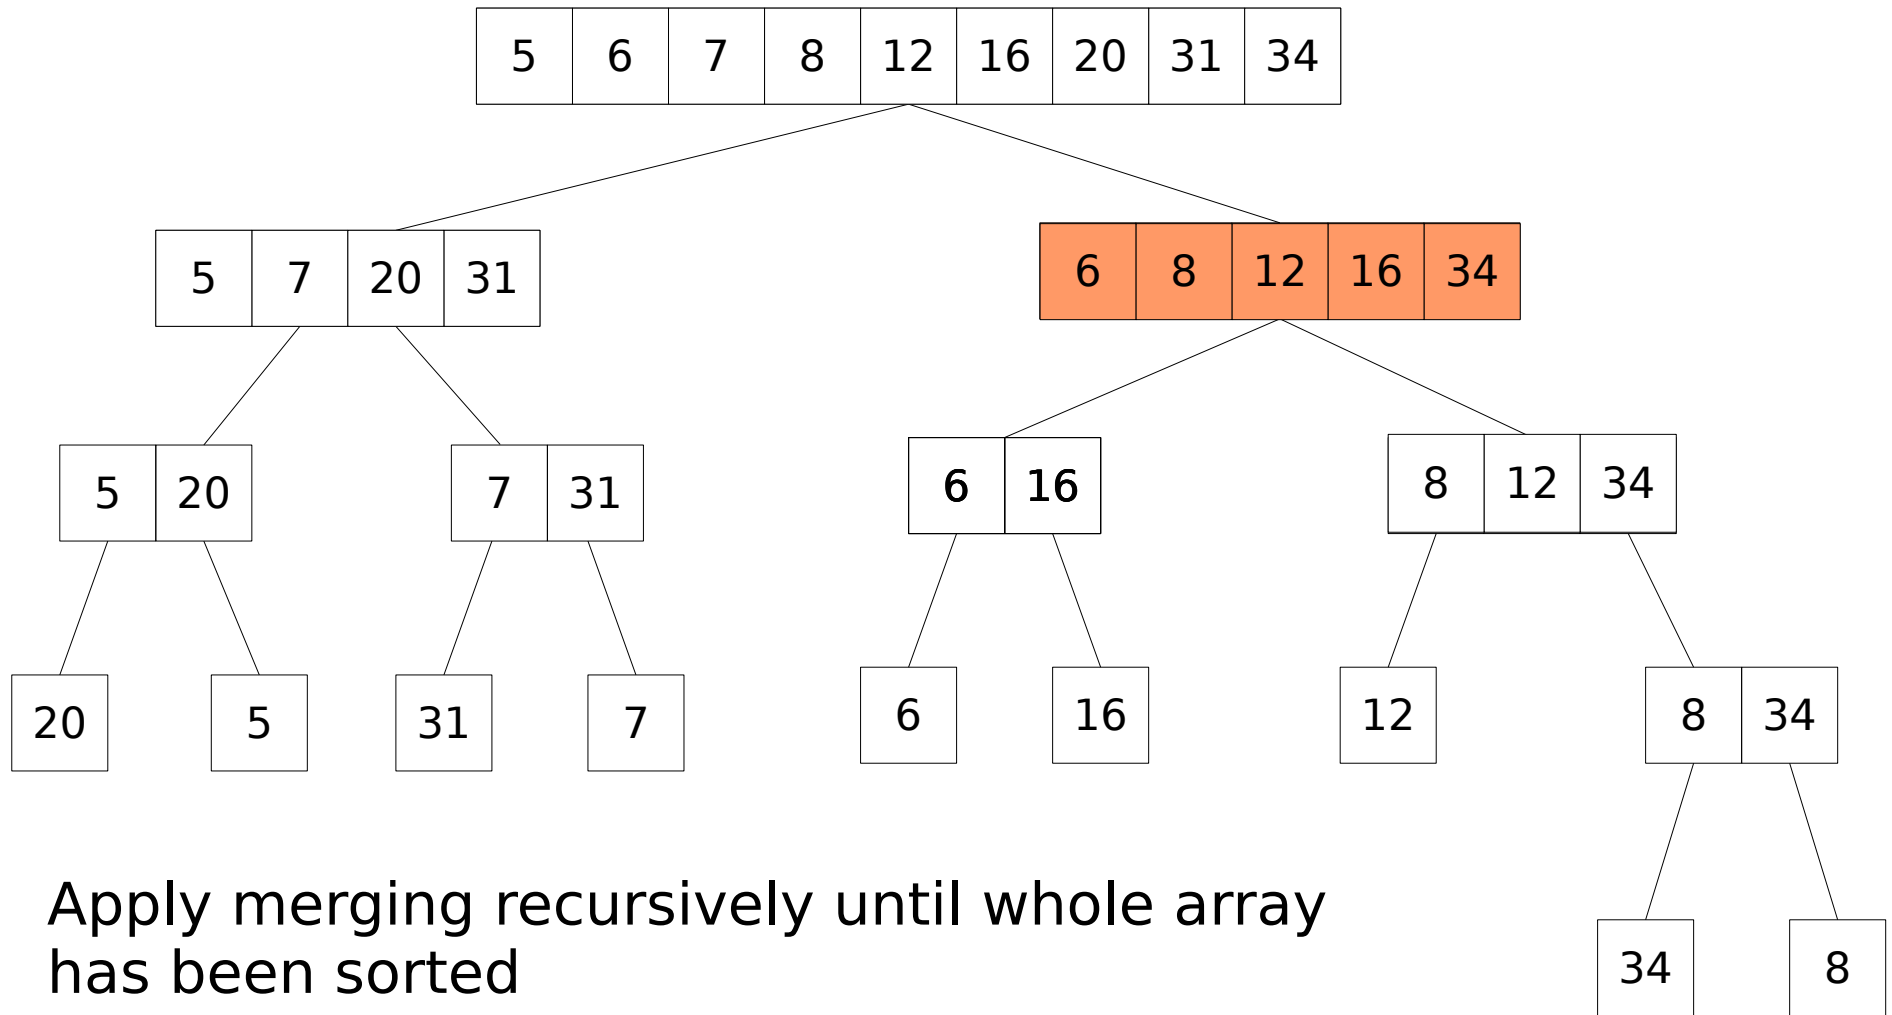 5 6 7 8 12 16 20 31 34
5 7 20 31
6 8 12 16 34
5 20
7 31
6 16
8 12 34
20
5
31
7
6
16
12
8 34
34
8
Apply merging recursively until whole array
has been sorted